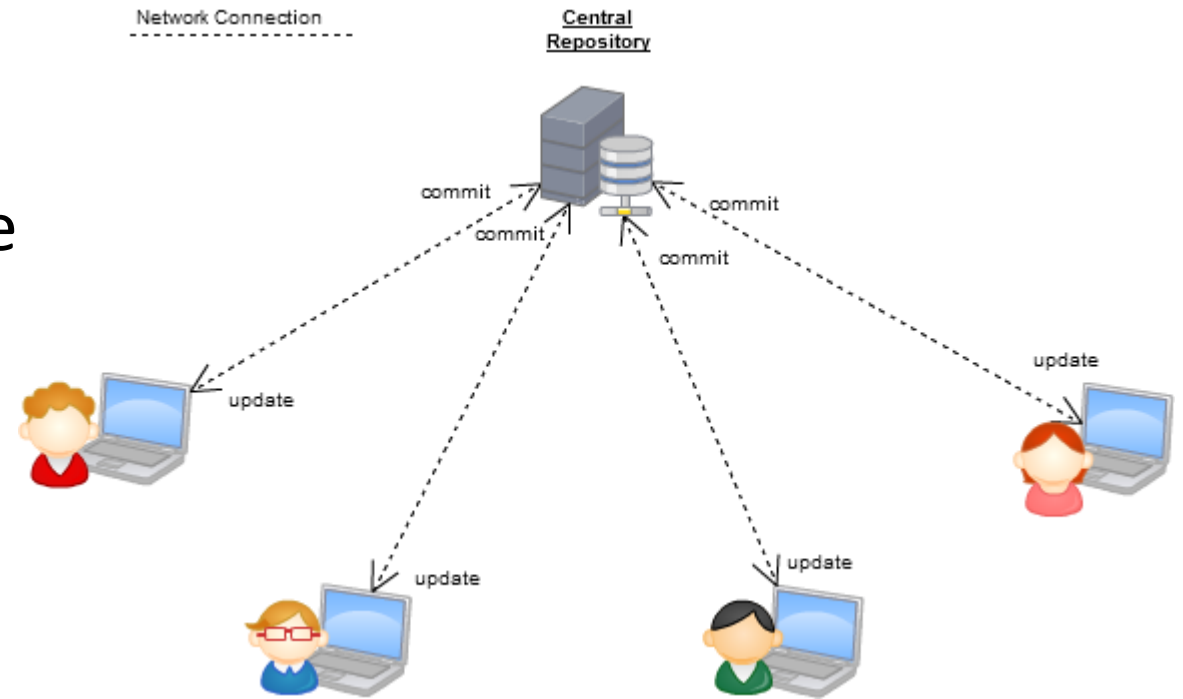 Network Connection
Central
Repository
commit
commit
commit
commit
e
update
update
update
update